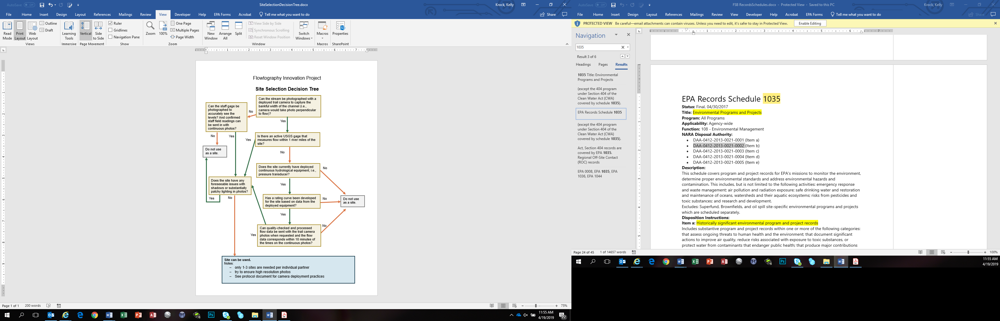 AutoSave Off
SiteSelectionDecisionTree.docx
Krock, Kelly
File Home Insert Design Layout References Mailings Review View Developer Help EPA Forms Acrobat Tell me what you want to do
Share
Read Mode
Print Layout
Web Layout
Outline
Draft
Views
Learning Tools
Immersive
Vertical
Side to Side
Page Movement
Ruler
Gridlines
Navigation Pane
Show
Zoom
100%
One Page
Multiple Pages
Page Width
Zoom
New Window
Arrange All
Split
View Side by Side
Synchronous Scrolling
Reset Window Position
Window
Switch Windows
Macros
Macros
Properties
SharePoint
Flowtography Innovation Project
Site Selection Decision Tree
Can the stream be photographed with a
deployed trail camera to capture the
bankful width of the channel (i.e.,
camera would take photo perpendicular
to flow)?
No
Yes
Can the staff gage be
photographed to
accurately see the
levels? And confirmed
staff field readings can
be sent in with
continuous photos?
No
Yes
Do not use
as a site.
Is there an active USGS gage that
measures flow within 1 river miles of the
site?
Yes
No
Does the site currently have deployed
continuous hydrological equipment, i.e.,
pressure transducer?
No
Yes
Does the site have any
foreseeable issues with
shadows or substantially
patchy lighting in photos?
Yes
No
Has a rating curve been developed
for the site based on data from the
deployed equipment?
No
Yes
Do not use
as a site.
Can quality-checked and processed
flow data be sent with the trail camera
photos when requested and the flow
data corresponds within 10 minutes of
the times on the continuous photos?
Yes
No
Site can be used.
Notes:
– only 1-3 sites are needed per individual partner
– try to ensure high resolution photos
– See protocol document for camera deployment practices
Page 1 of 1 200 words
75%
11:55 AM
4/19/2019
22
AutoSave Off
FSB RecordsSchedules.docx - Protected View - Saved to this PC
Krock, Kelly
File Home Insert Design Layout References Mailings Review View Developer Help Acrobat EPA Forms Tell me what you want to do
Share
PROTECTED VIEW Be careful—email attachments can contain viruses. Unless you need to edit, it's safer to stay in Protected View.
Enable Editing
Navigation
1035
Result 3 of 6
Headings Pages Results
1035 Title: Environmental
Programs and Projects
(except the 404 program
under Section 404 of the
Clean Water Act (CWA)
covered by schedule 1035).
EPA Records Schedule 1035
(except the 404 program
under Section 404 of the
Clean Water Act (CWA)
covered by schedule 1035).
Act, Section 404 records are
covered by EPA 1035.
Regional Off-Site Contact
(ROC) records
EPA 0008, EPA 1035, EPA
1036, EPA 1044
EPA Records Schedule 1035
Status: Final, 04/30/2017
Title: Environmental Programs and Projects
Program: All Programs
Applicability: Agency-wide
Function: 108 - Environmental Management
NARA Disposal Authority:
• DAA-0412-2013-0021-0001 (Item a)
• DAA-0412-2013-0021-0002 (Item b)
• DAA-0412-2013-0021-0003 (Item c)
• DAA-0412-2013-0021-0004 (Item d)
• DAA-0412-2013-0021-0005 (Item e)
Description:
This schedule covers program and project records for EPA's missions to monitor the environment,
determine proper environmental standards and address environmental hazards and
contamination. This includes, but is not limited to the following activities: emergency response
and waste management; air pollution and radiation exposure; safe drinking water and restoration
and maintenance of oceans, watersheds and their aquatic ecosystems; risks from pesticides and
toxic substances; and research and development.
Excludes: Superfund, Brownfields, and oil spill site-specific environmental programs and projects
which are scheduled separately.
Disposition Instructions:
Item a: Historically significant environmental program and project records
Includes substantive program and project records within one or more of the following categories:
that assess ongoing threats to human health and the environment; that document significant
actions to improve air quality, reduce risks associated with exposure to toxic substances, or
protect water from contaminants that endanger public health; that produce major contributions
Page 24 of 45 1 of 14657 words
100%
11:55 AM
4/19/2019